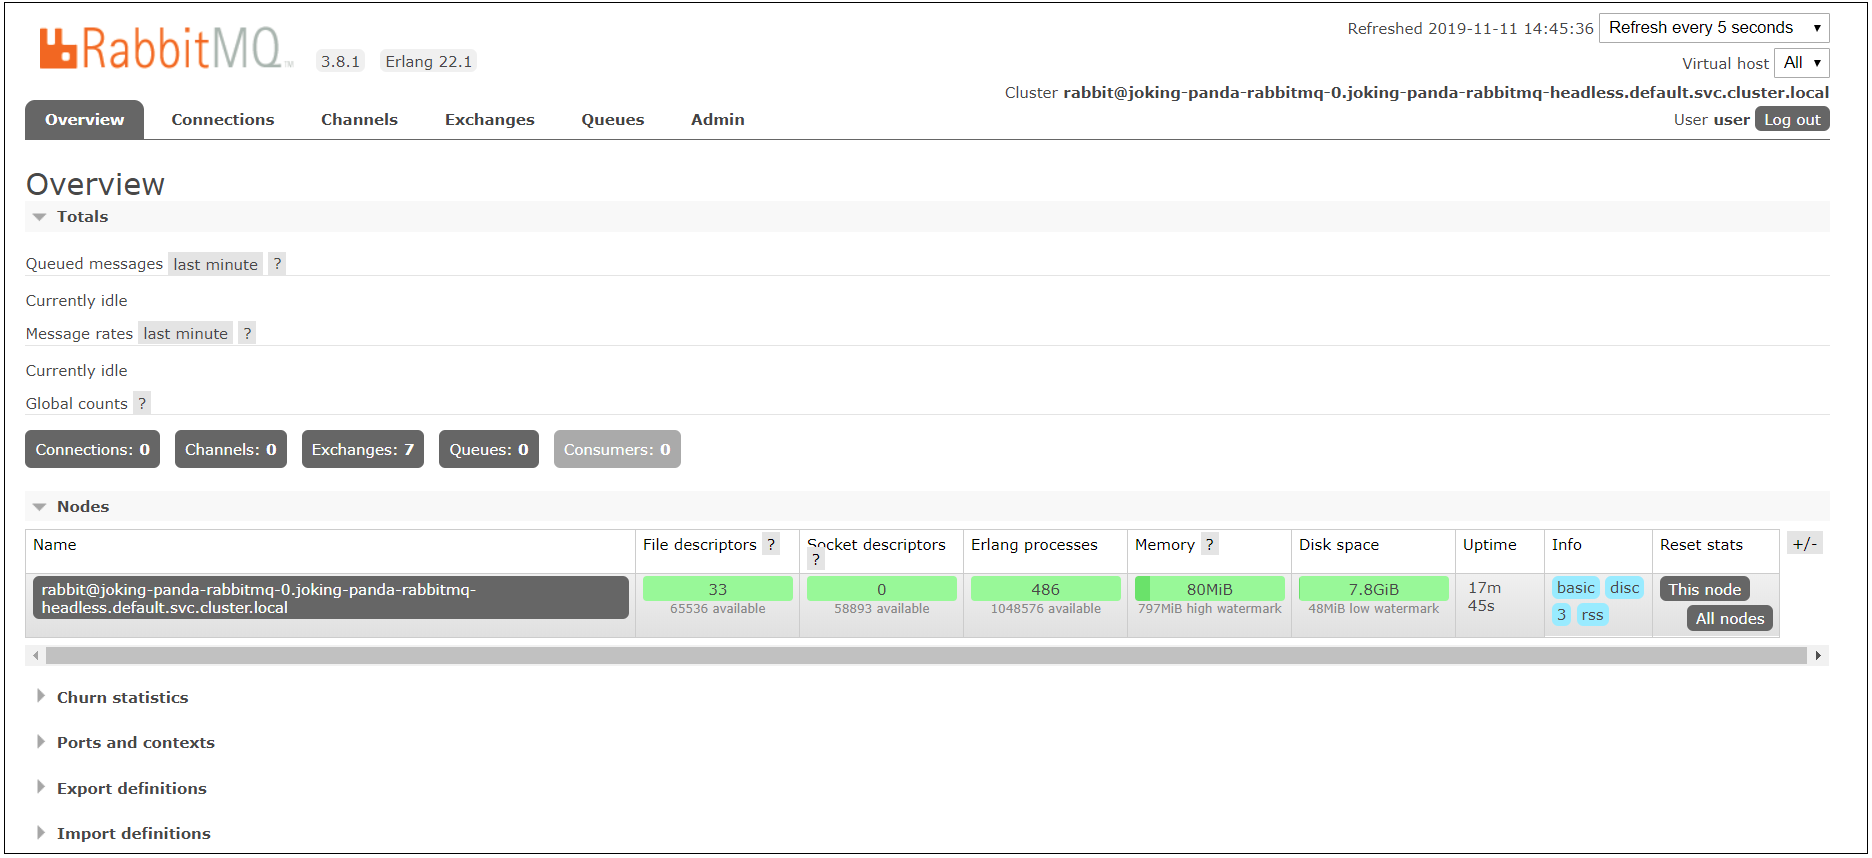 RabbitMQ™ 3.8.1 Erlang 22.1
Refreshed 2019-11-11 14:45:36 Refresh every 5 seconds
Virtual host All
Cluster rabbit@joking-panda-rabbitmq-0.joking-panda-rabbitmq-headless.default.svc.cluster.local
User user Log out
Overview Connections Channels Exchanges Queues Admin
Overview
Totals
Queued messages last minute ?
Currently idle
Message rates last minute ?
Currently idle
Global counts ?
Connections: 0 Channels: 0 Exchanges: 7 Queues: 0 Consumers: 0
Nodes
Name File descriptors ? Socket descriptors ? Erlang processes Memory ? Disk space Uptime Info Reset stats +/-
rabbit@joking-panda-rabbitmq-0.joking-panda-rabbitmq-
headless.default.svc.cluster.local
33
65536 available
0
58893 available
486
1048576 available
80MiB
797MiB high watermark
7.8GiB
48MiB low watermark
17m
45s
basic disc
3 rss
This node
All nodes
Churn statistics
Ports and contexts
Export definitions
Import definitions